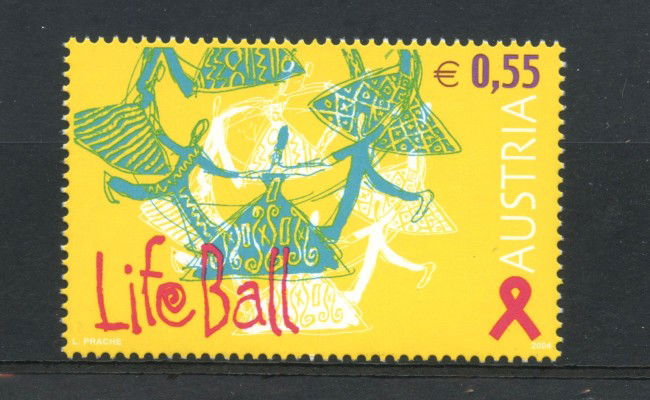 € 0,55
AUSTRIA
Life Ball
L. PRACHE
2004